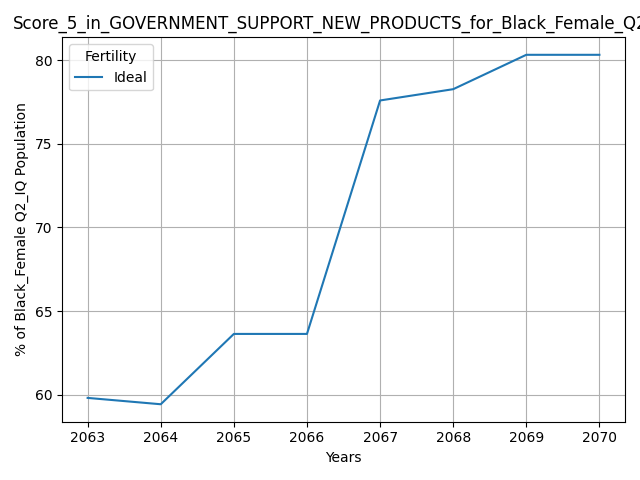 Score_5_in_GOVERNMENT_SUPPORT_NEW_PRODUCTS_for_Black_Female_Q2
Fertility
Ideal
% of Black_Female Q2_IQ Population
80
75
70
65
60
2063 2064 2065 2066 2067 2068 2069 2070
Years